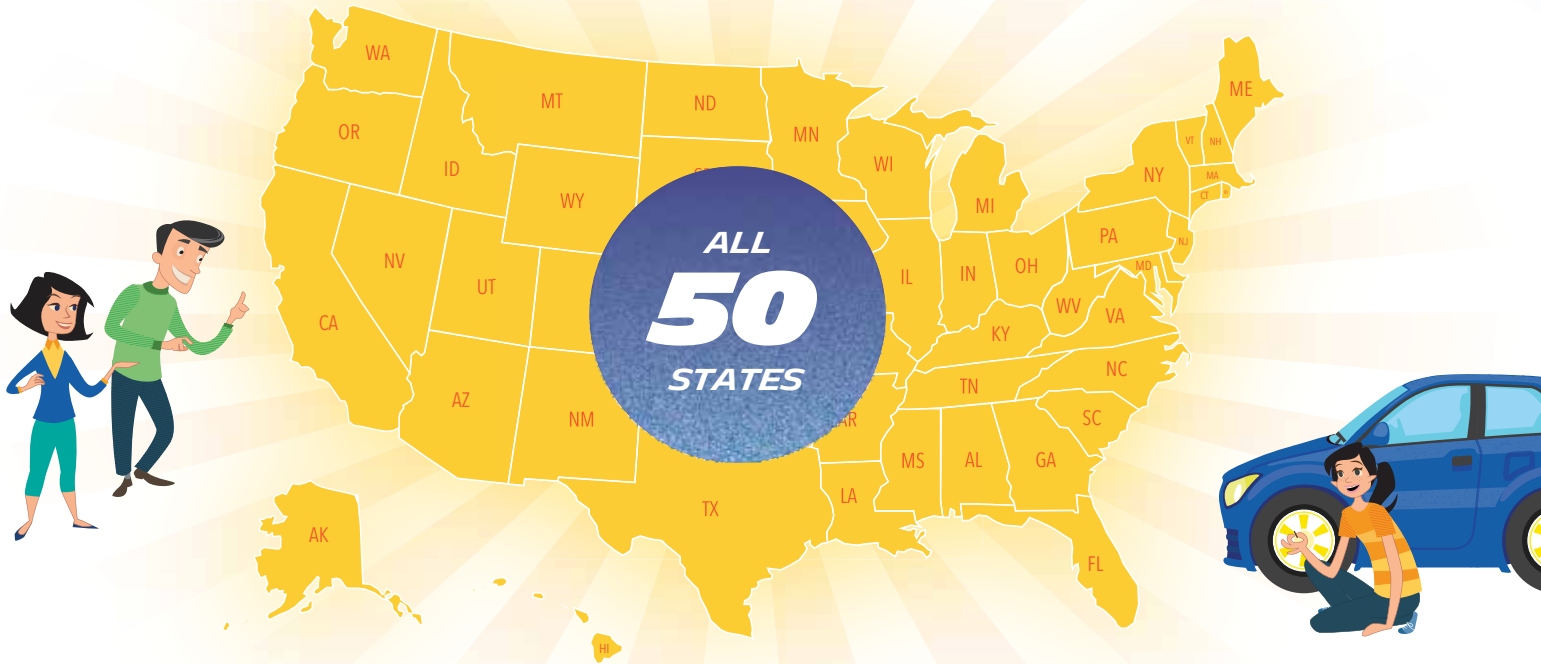 WA
MT
ND
ME
OR
MN
VT
NH
ID
WI
MA
NY
CT
WY
MI
PA
NJ
ALL
50
STATES
NV
UT
IL
IN
OH
MD
CA
WV
VA
KY
NC
TN
AZ
NM
AR
SC
MS
AL
GA
LA
TX
AK
FL
HI